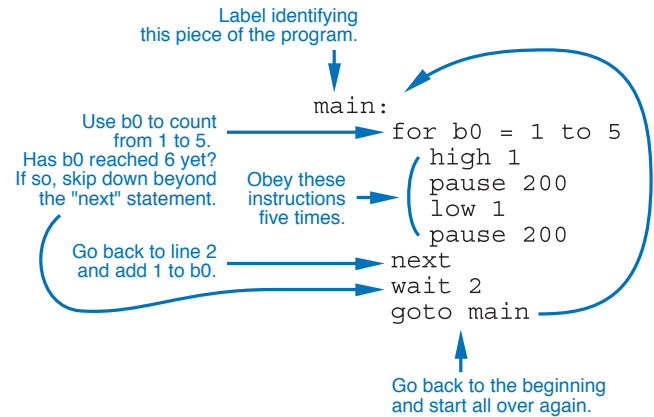 Label identifying
this piece of the program.
main:
Use b0 to count
from 1 to 5.
Has b0 reached 6 yet?
If so, skip down beyond
the "next" statement.
for b0 = 1 to 5
high 1
pause 200
low 1
pause 200
Obey these
instructions
five times.
Go back to line 2
and add 1 to b0.
next
wait 2
goto main
Go back to the beginning
and start all over again.